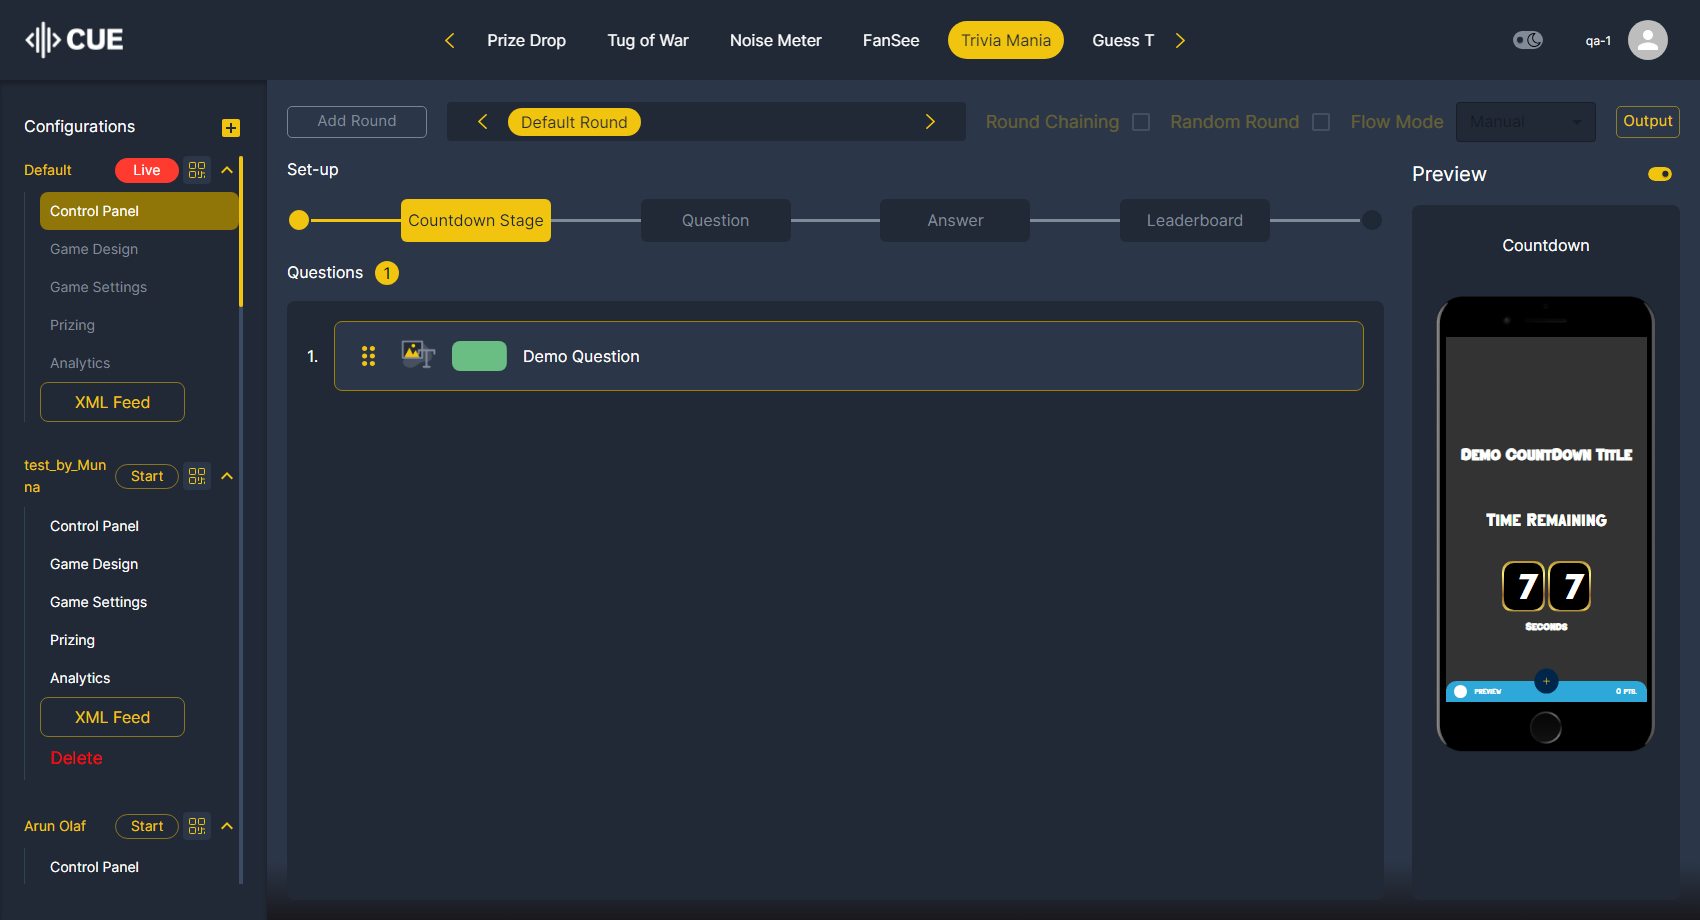 CUE
Prize Drop
Tug of War
Noise Meter
FanSee
Trivia Mania
Guess T
qa-1
Configurations
Default
Live
Control Panel
Game Design
Game Settings
Prizing
Analytics
XML Feed
test_by_Mun
na
Start
Control Panel
Game Design
Game Settings
Prizing
Analytics
XML Feed
Delete
Arun Olaf
Start
Control Panel
Add Round
Default Round
Round Chaining
Random Round
Flow Mode
Manual
Output
Set-up
Countdown Stage
Question
Answer
Leaderboard
Questions 1
1.
Demo Question
Preview
Countdown
Demo CountDown Title
Time Remaining
7 7
Seconds
PREVIEW
0 PTS.